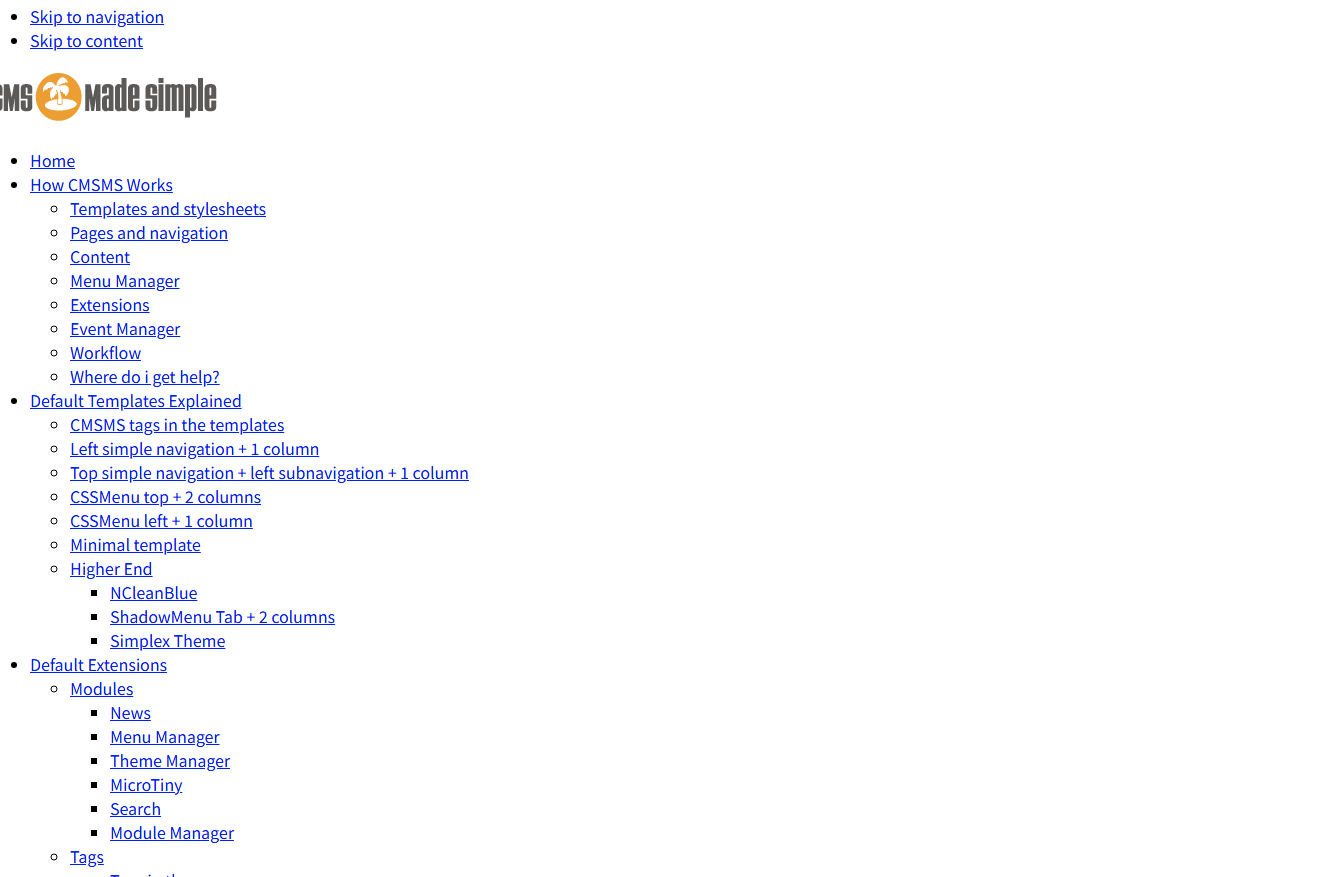 Skip to navigation
Skip to content
CMS made simple
Home
How CMSMS Works
Templates and stylesheets
Pages and navigation
Content
Menu Manager
Extensions
Event Manager
Workflow
Where do i get help?
Default Templates Explained
CMSMS tags in the templates
Left simple navigation + 1 column
Top simple navigation + left subnavigation + 1 column
CSSMenu top + 2 columns
CSSMenu left + 1 column
Minimal template
Higher End
NCleanBlue
ShadowMenu Tab + 2 columns
Simplex Theme
Default Extensions
Modules
News
Menu Manager
Theme Manager
MicroTiny
Search
Module Manager
Tags